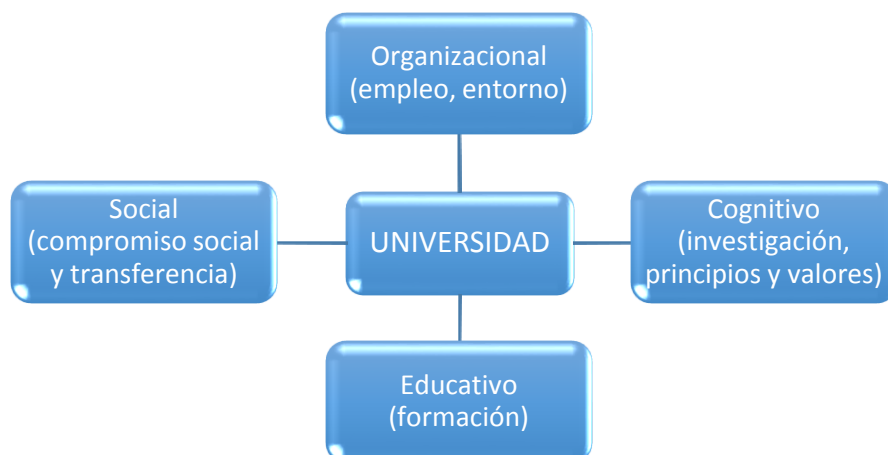 Organizacional
(empleo, entorno)
Social
(compromiso social
y transferencia)
UNIVERSIDAD
Cognitivo
(investigación,
principios y valores)
Educativo
(formación)